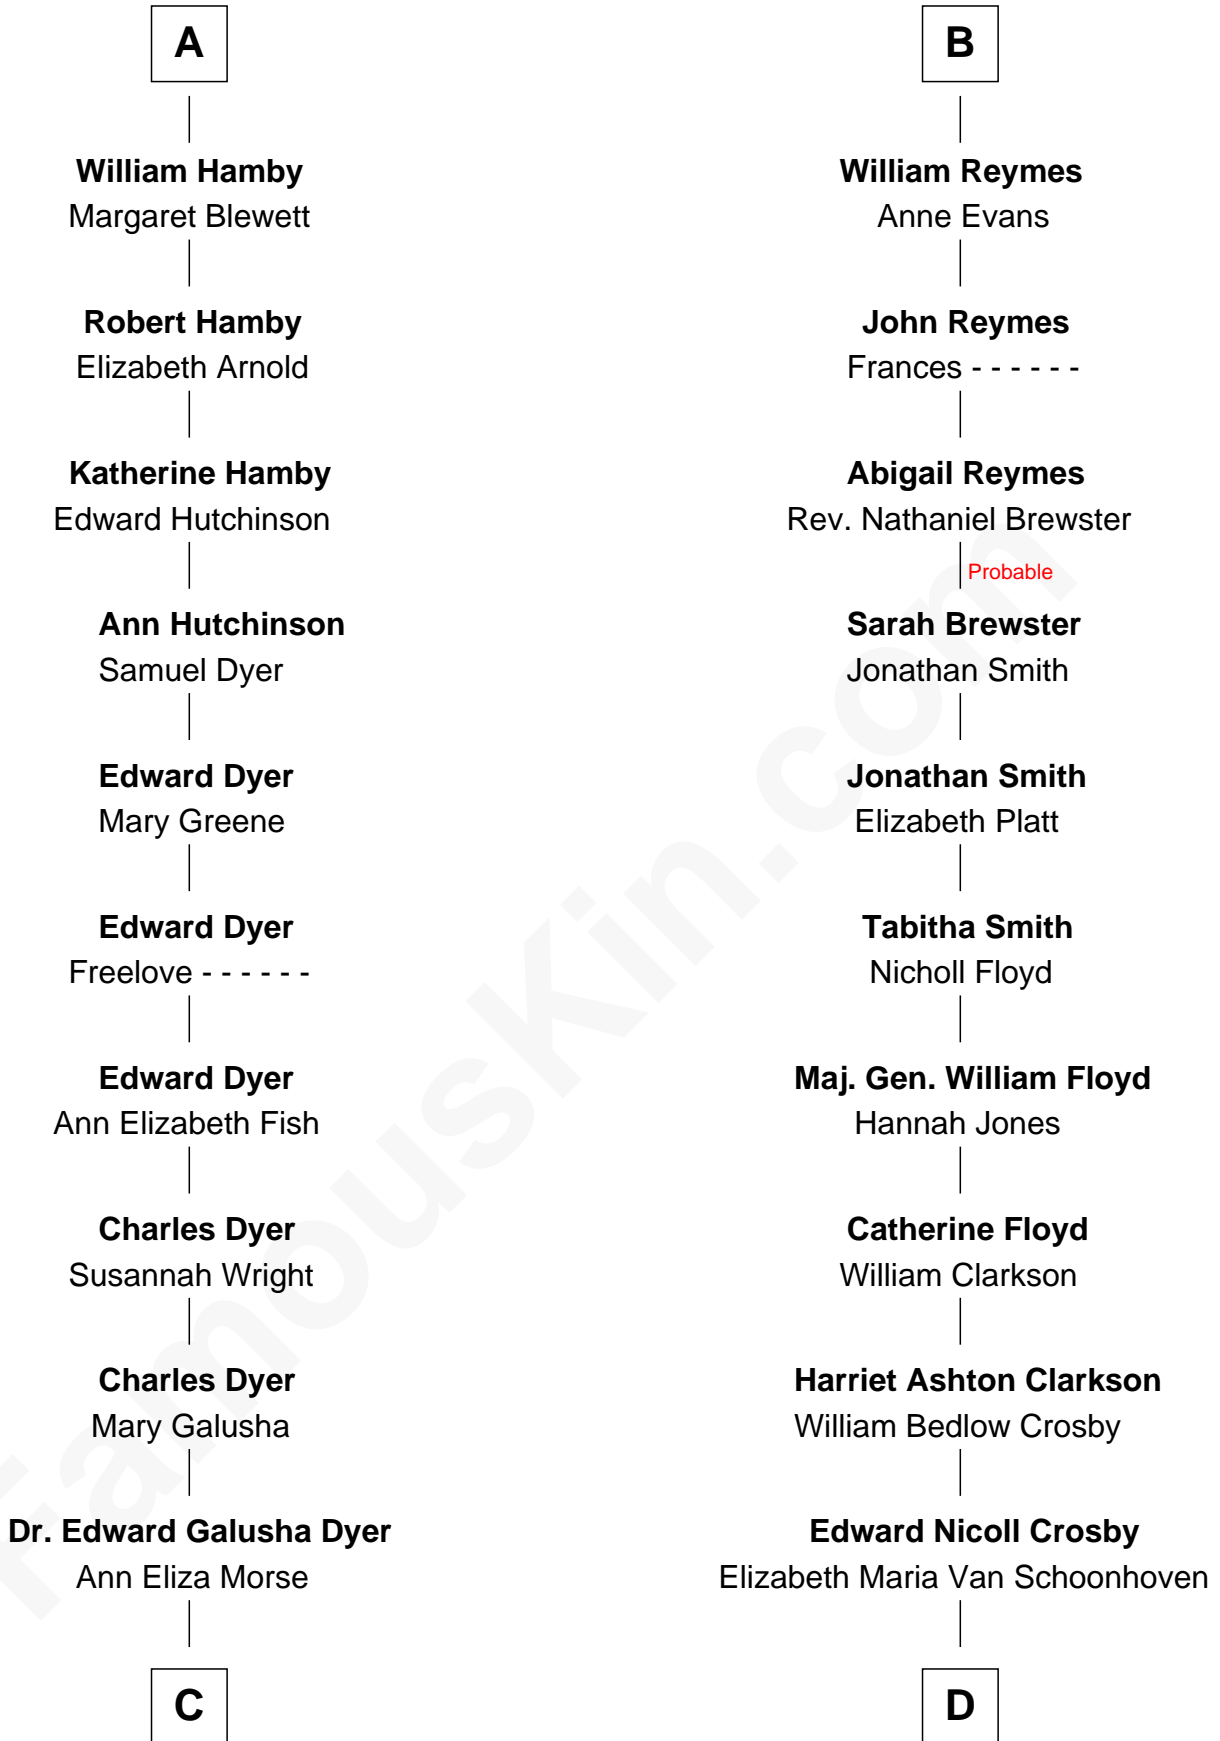 A
William Hamby
Margaret Blewett
Robert Hamby
Elizabeth Arnold
Katherine Hamby
Edward Hutchinson
Ann Hutchinson
Samuel Dyer
Edward Dyer
Mary Greene
Edward Dyer
Freelove - - - - - -
Edward Dyer
Ann Elizabeth Fish
Charles Dyer
Susannah Wright
Charles Dyer
Mary Galusha
Dr. Edward Galusha Dyer
Ann Eliza Morse
C
B
William Reymes
Anne Evans
John Reymes
Frances - - - - - -
Abigail Reymes
Rev. Nathaniel Brewster
Probable
Sarah Brewster
Jonathan Smith
Jonathan Smith
Elizabeth Platt
Tabitha Smith
Nicholl Floyd
Maj. Gen. William Floyd
Hannah Jones
Catherine Floyd
William Clarkson
Harriet Ashton Clarkson
William Bedlow Crosby
Edward Nicoll Crosby
Elizabeth Maria Van Schoonhoven
D
FamousKin.com